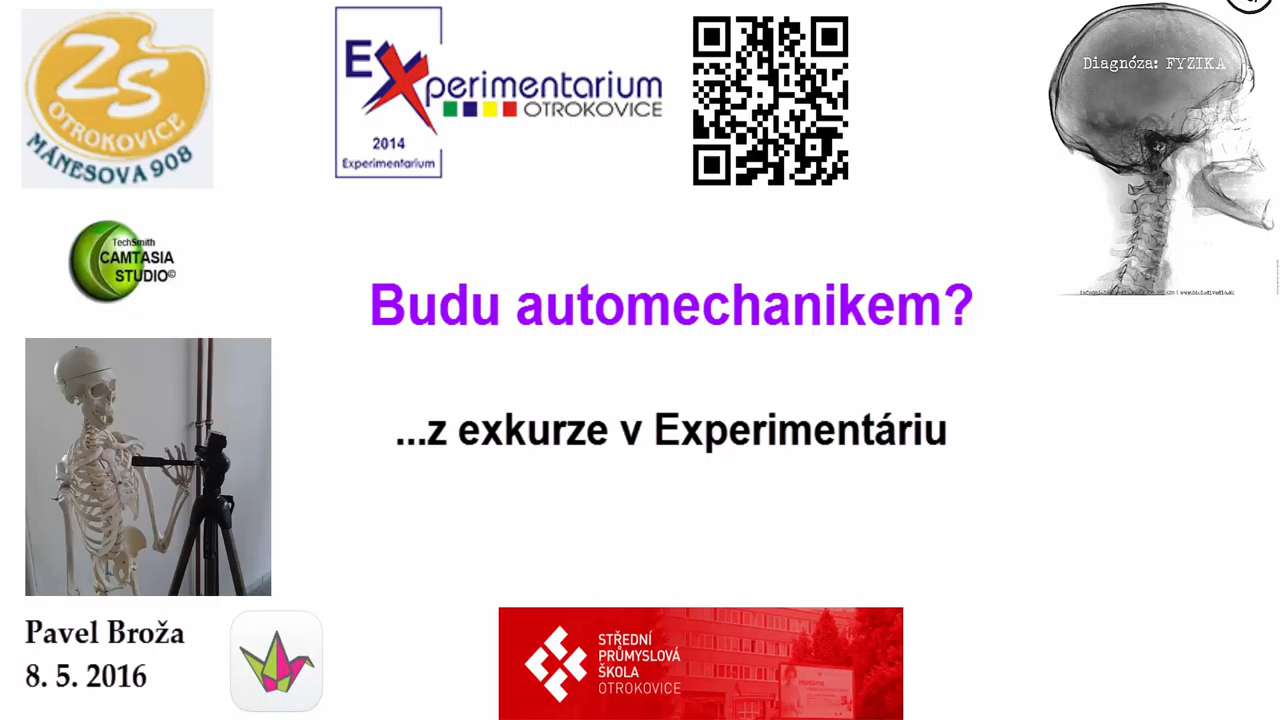 ZŠ
OTROKOVICE
MÁNESOVA 908
Experimentarium
OTROKOVICE
2014
Experimentarium
Diagnóza: FYZIKA
TechSmith
CAMTASIA
STUDIO©
Budu automechanikem?
...z exkurze v Experimentáriu
Pavel Broža
8. 5. 2016
STŘEDNÍ
PRŮMYSLOVÁ
ŠKOLA
OTROKOVICE